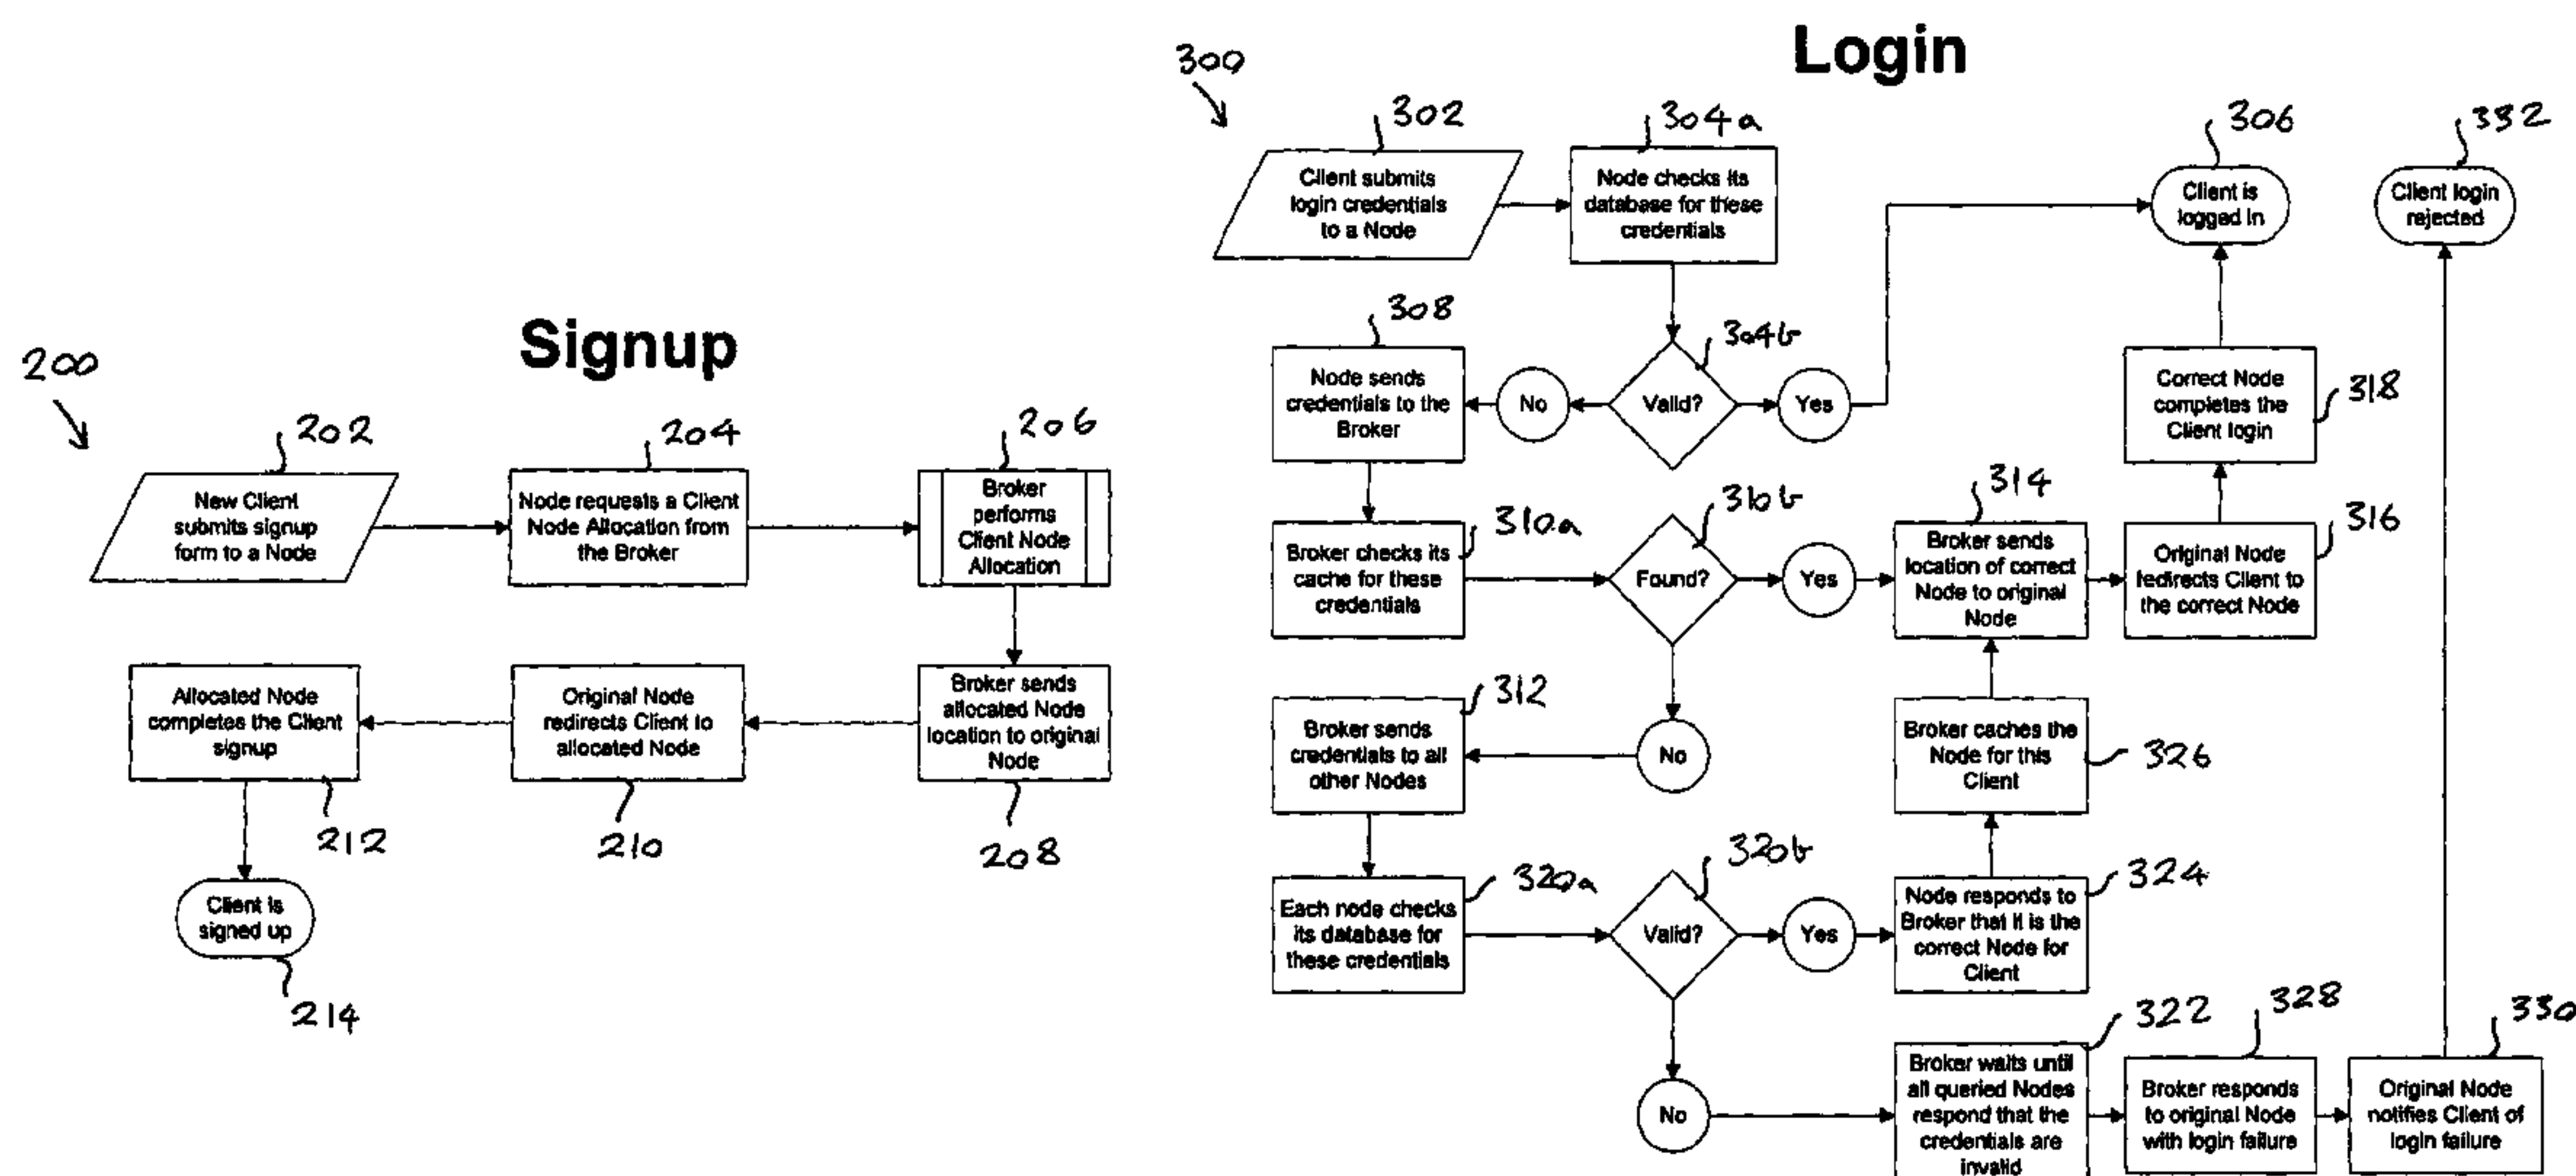 Signup
200
202
204
206
New Client
submits signup
form to a Node
Node requests a Client
Node Allocation from
the Broker
Broker
performs
Client Node
Allocation
Allocated Node
completes the Client
signup
Original Node
redirects Client to
allocated Node
Broker sends
allocated Node
location to original
Node
212
210
208
Client is
signed up
214
Login
300
302
304a
306
332
Client submits
login credentials
to a Node
Node checks its
database for these
credentials
Client is
logged in
Client login
rejected
308
304b
Node sends
credentials to the
Broker
No
Valid?
Yes
Correct Node
completes the
Client login
318
310a
310b
314
316
Broker checks its
cache for these
credentials
Found?
Yes
Broker sends
location of correct
Node to original
Node
Original Node
redirects Client to
the correct Node
312
Broker sends
credentials to all
other Nodes
No
Broker caches the
Node for this
Client
326
320a
320b
324
Each node checks
its database for
these credentials
Valid?
Yes
Node responds to
Broker that it is the
correct Node for
Client
322
328
330
No
Broker waits until
all queried Nodes
respond that the
credentials are
invalid
Broker responds
to original Node
with login failure
Original Node
notifies Client of
login failure